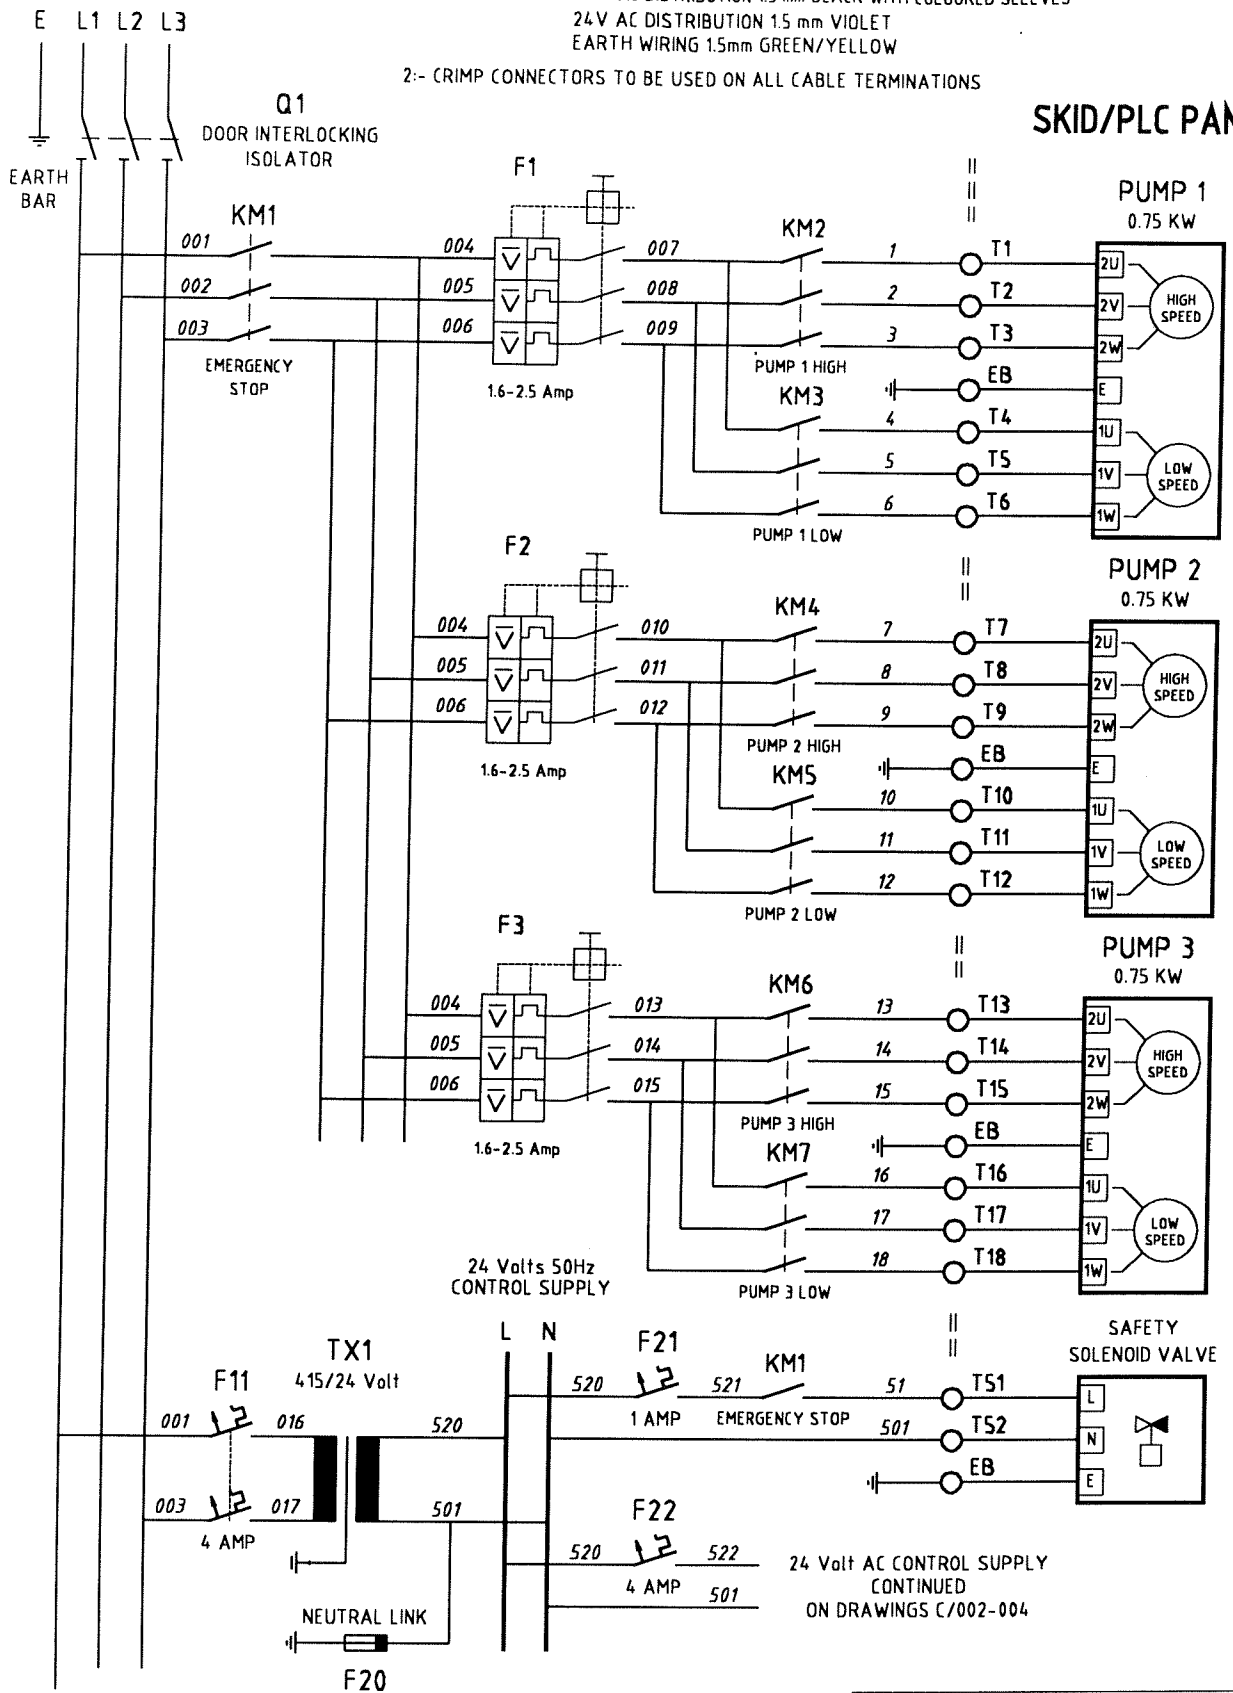 DISTRIBUTION 1.5 mm BLACK WITH COLOURED SLEEVES
24V AC DISTRIBUTION 1.5 mm VIOLET
EARTH WIRING 1.5mm GREEN/YELLOW
2:- CRIMP CONNECTORS TO BE USED ON ALL CABLE TERMINATIONS
E L1 L2 L3
Q1
DOOR INTERLOCKING
ISOLATOR
SKID/PLC PAN
EARTH
BAR
F1
PUMP 1
0.75 KW
KM1
KM2
001 004 007 1 T1 2U
002 005 008 2 T2 2V
HIGH
SPEED
003 006 009 3 T3 2W
EMERGENCY
STOP
1.6-2.5 Amp
PUMP 1 HIGH
EB E
KM3
4 T4 1U
5 T5 1V
LOW
SPEED
6 T6 1W
PUMP 1 LOW
F2
PUMP 2
0.75 KW
KM4
004 010 7 T7 2U
005 011 8 T8 2V
HIGH
SPEED
006 012 9 T9 2W
PUMP 2 HIGH
1.6-2.5 Amp
EB E
KM5
10 T10 1U
11 T11 1V
LOW
SPEED
12 T12 1W
PUMP 2 LOW
F3
PUMP 3
0.75 KW
KM6
004 013 13 T13 2U
005 014 14 T14 2V
HIGH
SPEED
006 015 15 T15 2W
PUMP 3 HIGH
1.6-2.5 Amp
EB E
KM7
16 T16 1U
17 T17 1V
LOW
SPEED
18 T18 1W
PUMP 3 LOW
24 Volts 50Hz
CONTROL SUPPLY
L N
SAFETY
SOLENOID VALVE
TX1
415/24 Volt
F11
F21
KM1
520 521 51 TS1 L
1 AMP EMERGENCY STOP
001 016 520 501 TS2 N
EB E
003 017 501
4 AMP
F22
520 522
4 AMP
501
24 Volt AC CONTROL SUPPLY
CONTINUED
ON DRAWINGS C/002-004
NEUTRAL LINK
F20